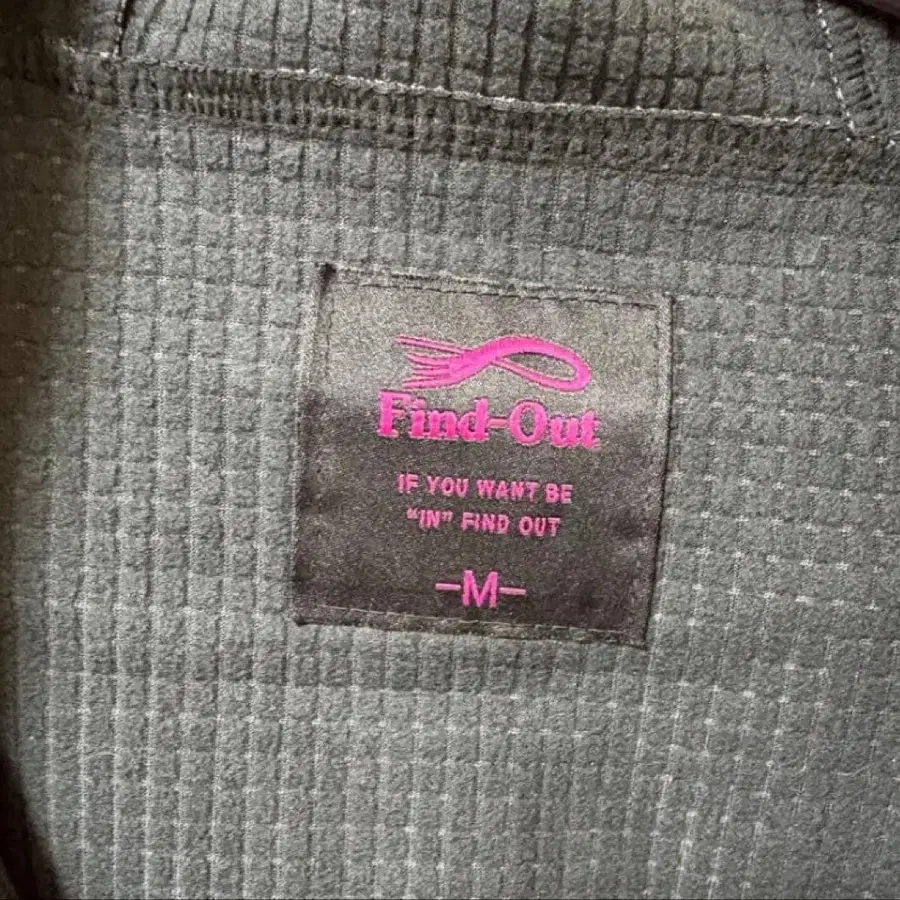 Find-Out
IF YOU WANT BE
"IN" FIND OUT
-M-